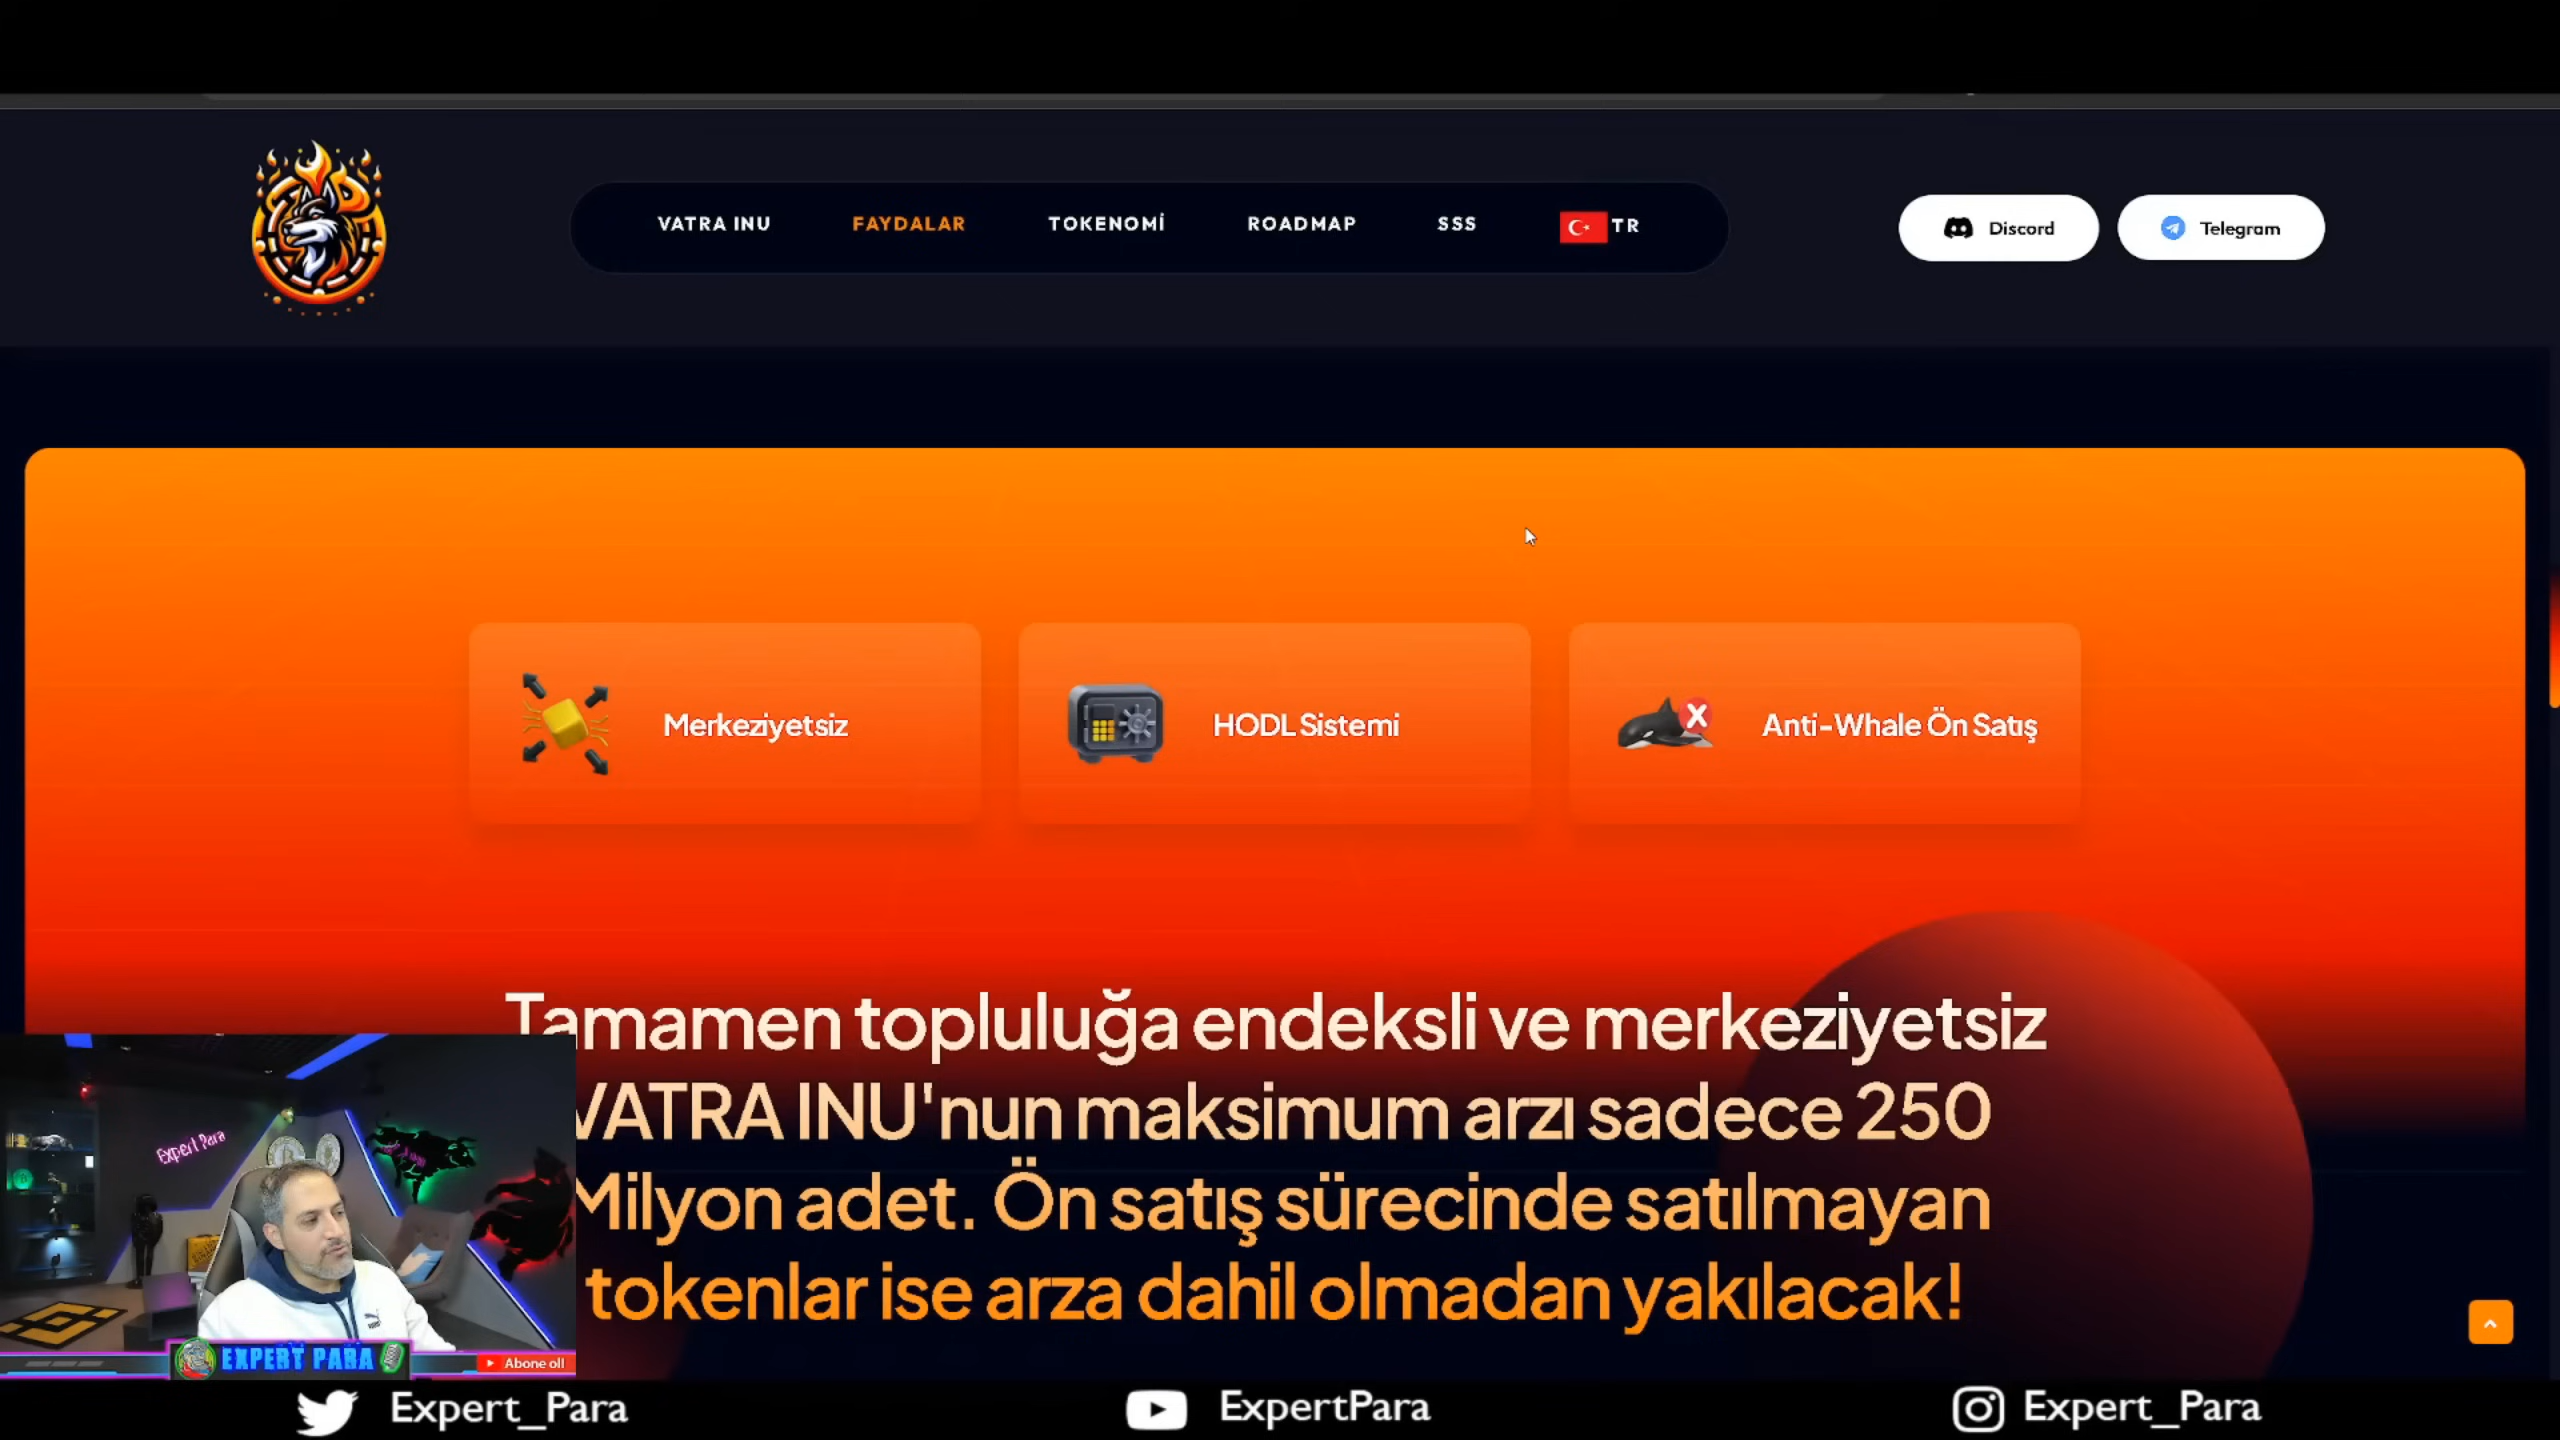 VATRA INU
FAYDALAR
TOKENOMİ
ROADMAP
SSS
TR
Discord
Telegram
Merkeziyetsiz
HODL Sistemi
Anti-Whale Ön Satış
Tamamen topluluğa endeksli ve merkeziyetsiz
VATRA INU'nun maksimum arzı sadece 250
Milyon adet. Ön satış sürecinde satılmayan
tokenlar ise arza dahil olmadan yakılacak!
Expert Para
EXPERT PARA
Abone ol!
Expert_Para
ExpertPara
Expert_Para